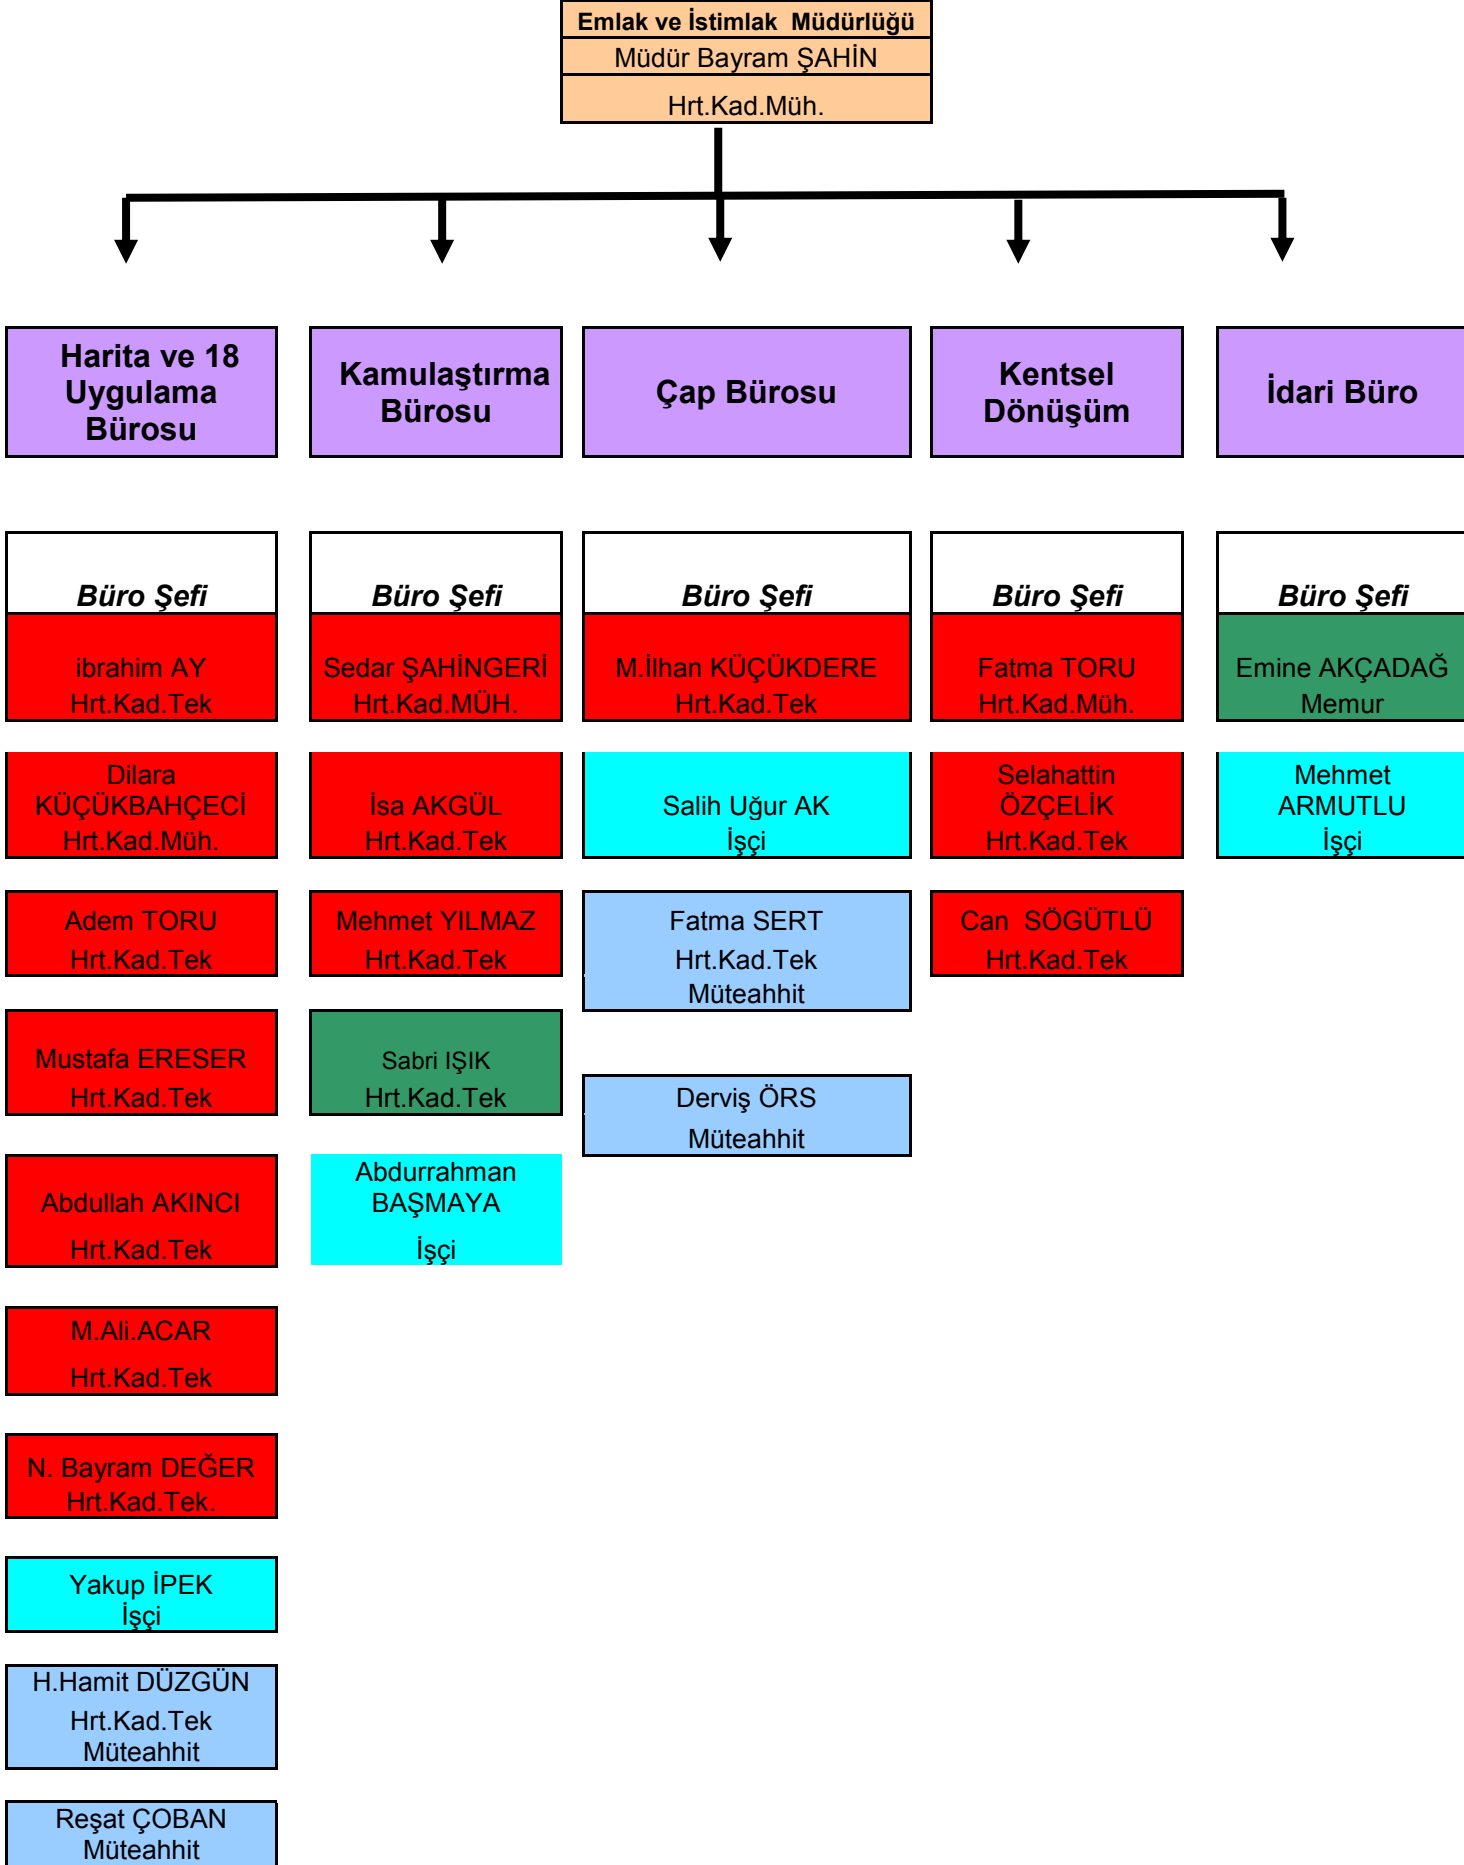 Emlak ve İstimlak  Müdürlüğü
Müdür Bayram ŞAHİN
Hrt.Kad.Müh.
Harita ve 18
Uygulama
Bürosu
Kamulaştırma
Bürosu
Çap Bürosu
Kentsel
Dönüşüm
İdari Büro
Büro Şefi
Büro Şefi
Büro Şefi
Büro Şefi
Büro Şefi
ibrahim AY
Hrt.Kad.Tek
Sedar ŞAHİNGERİ
Hrt.Kad.MÜH.
M.İlhan KÜÇÜKDERE
Hrt.Kad.Tek
Fatma TORU
Hrt.Kad.Müh.
Emine AKÇADAĞ
Memur
Dilara
KÜÇÜKBAHÇECİ
Hrt.Kad.Müh.
İsa AKGÜL
Hrt.Kad.Tek
Salih Uğur AK
İşçi
Selahattin
ÖZÇELİK
Hrt.Kad.Tek
Mehmet
ARMUTLU
İşçi
Adem TORU
Hrt.Kad.Tek
Mehmet YILMAZ
Hrt.Kad.Tek
Fatma SERT
Hrt.Kad.Tek
Müteahhit
Can  SÖGÜTLÜ
Hrt.Kad.Tek
Mustafa ERESER
Hrt.Kad.Tek
Sabri IŞIK
Hrt.Kad.Tek
Derviş ÖRS
Müteahhit
Abdullah AKINCI
Hrt.Kad.Tek
Abdurrahman
BAŞMAYA
İşçi
M.Ali.ACAR
Hrt.Kad.Tek
N. Bayram DEĞER
Hrt.Kad.Tek.
Yakup İPEK
İşçi
H.Hamit DÜZGÜN
Hrt.Kad.Tek
Müteahhit
Reşat ÇOBAN
Müteahhit